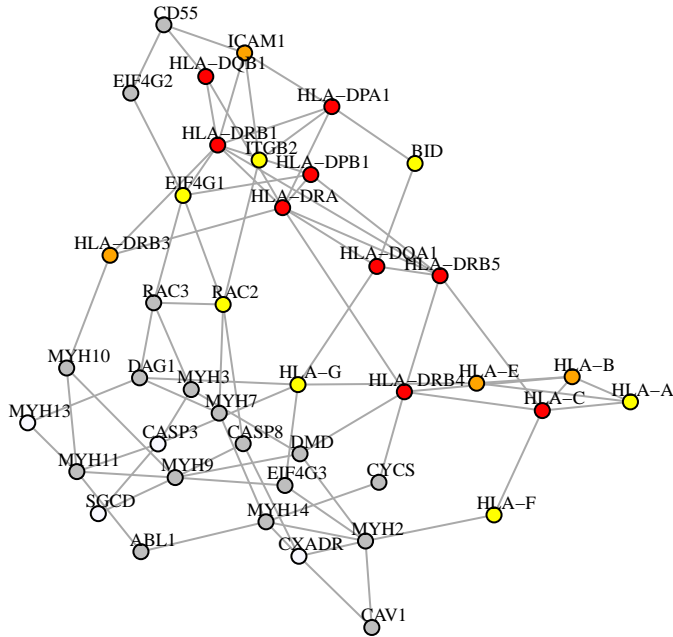 CD55
ICAM1
HLA–DQB1
EIF4G2
HLA–DPA1
HLA–DRB1
ITGB2
BID
HLA–DPB1
EIF4G1
HLA–DRA
HLA–DRB3
HLA–DQA1
HLA–DRB5
RAC3
RAC2
MYH10
DAG1
MYH3
HLA–G
HLA–DRB4
HLA–E
HLA–B
HLA–A
HLA–C
MYH13
MYH7
CASP3
CASP8
DMD
MYH11
MYH9
EIF4G3
CYCS
SGCD
HLA–F
MYH14
MYH2
ABL1
CXADR
CAV1